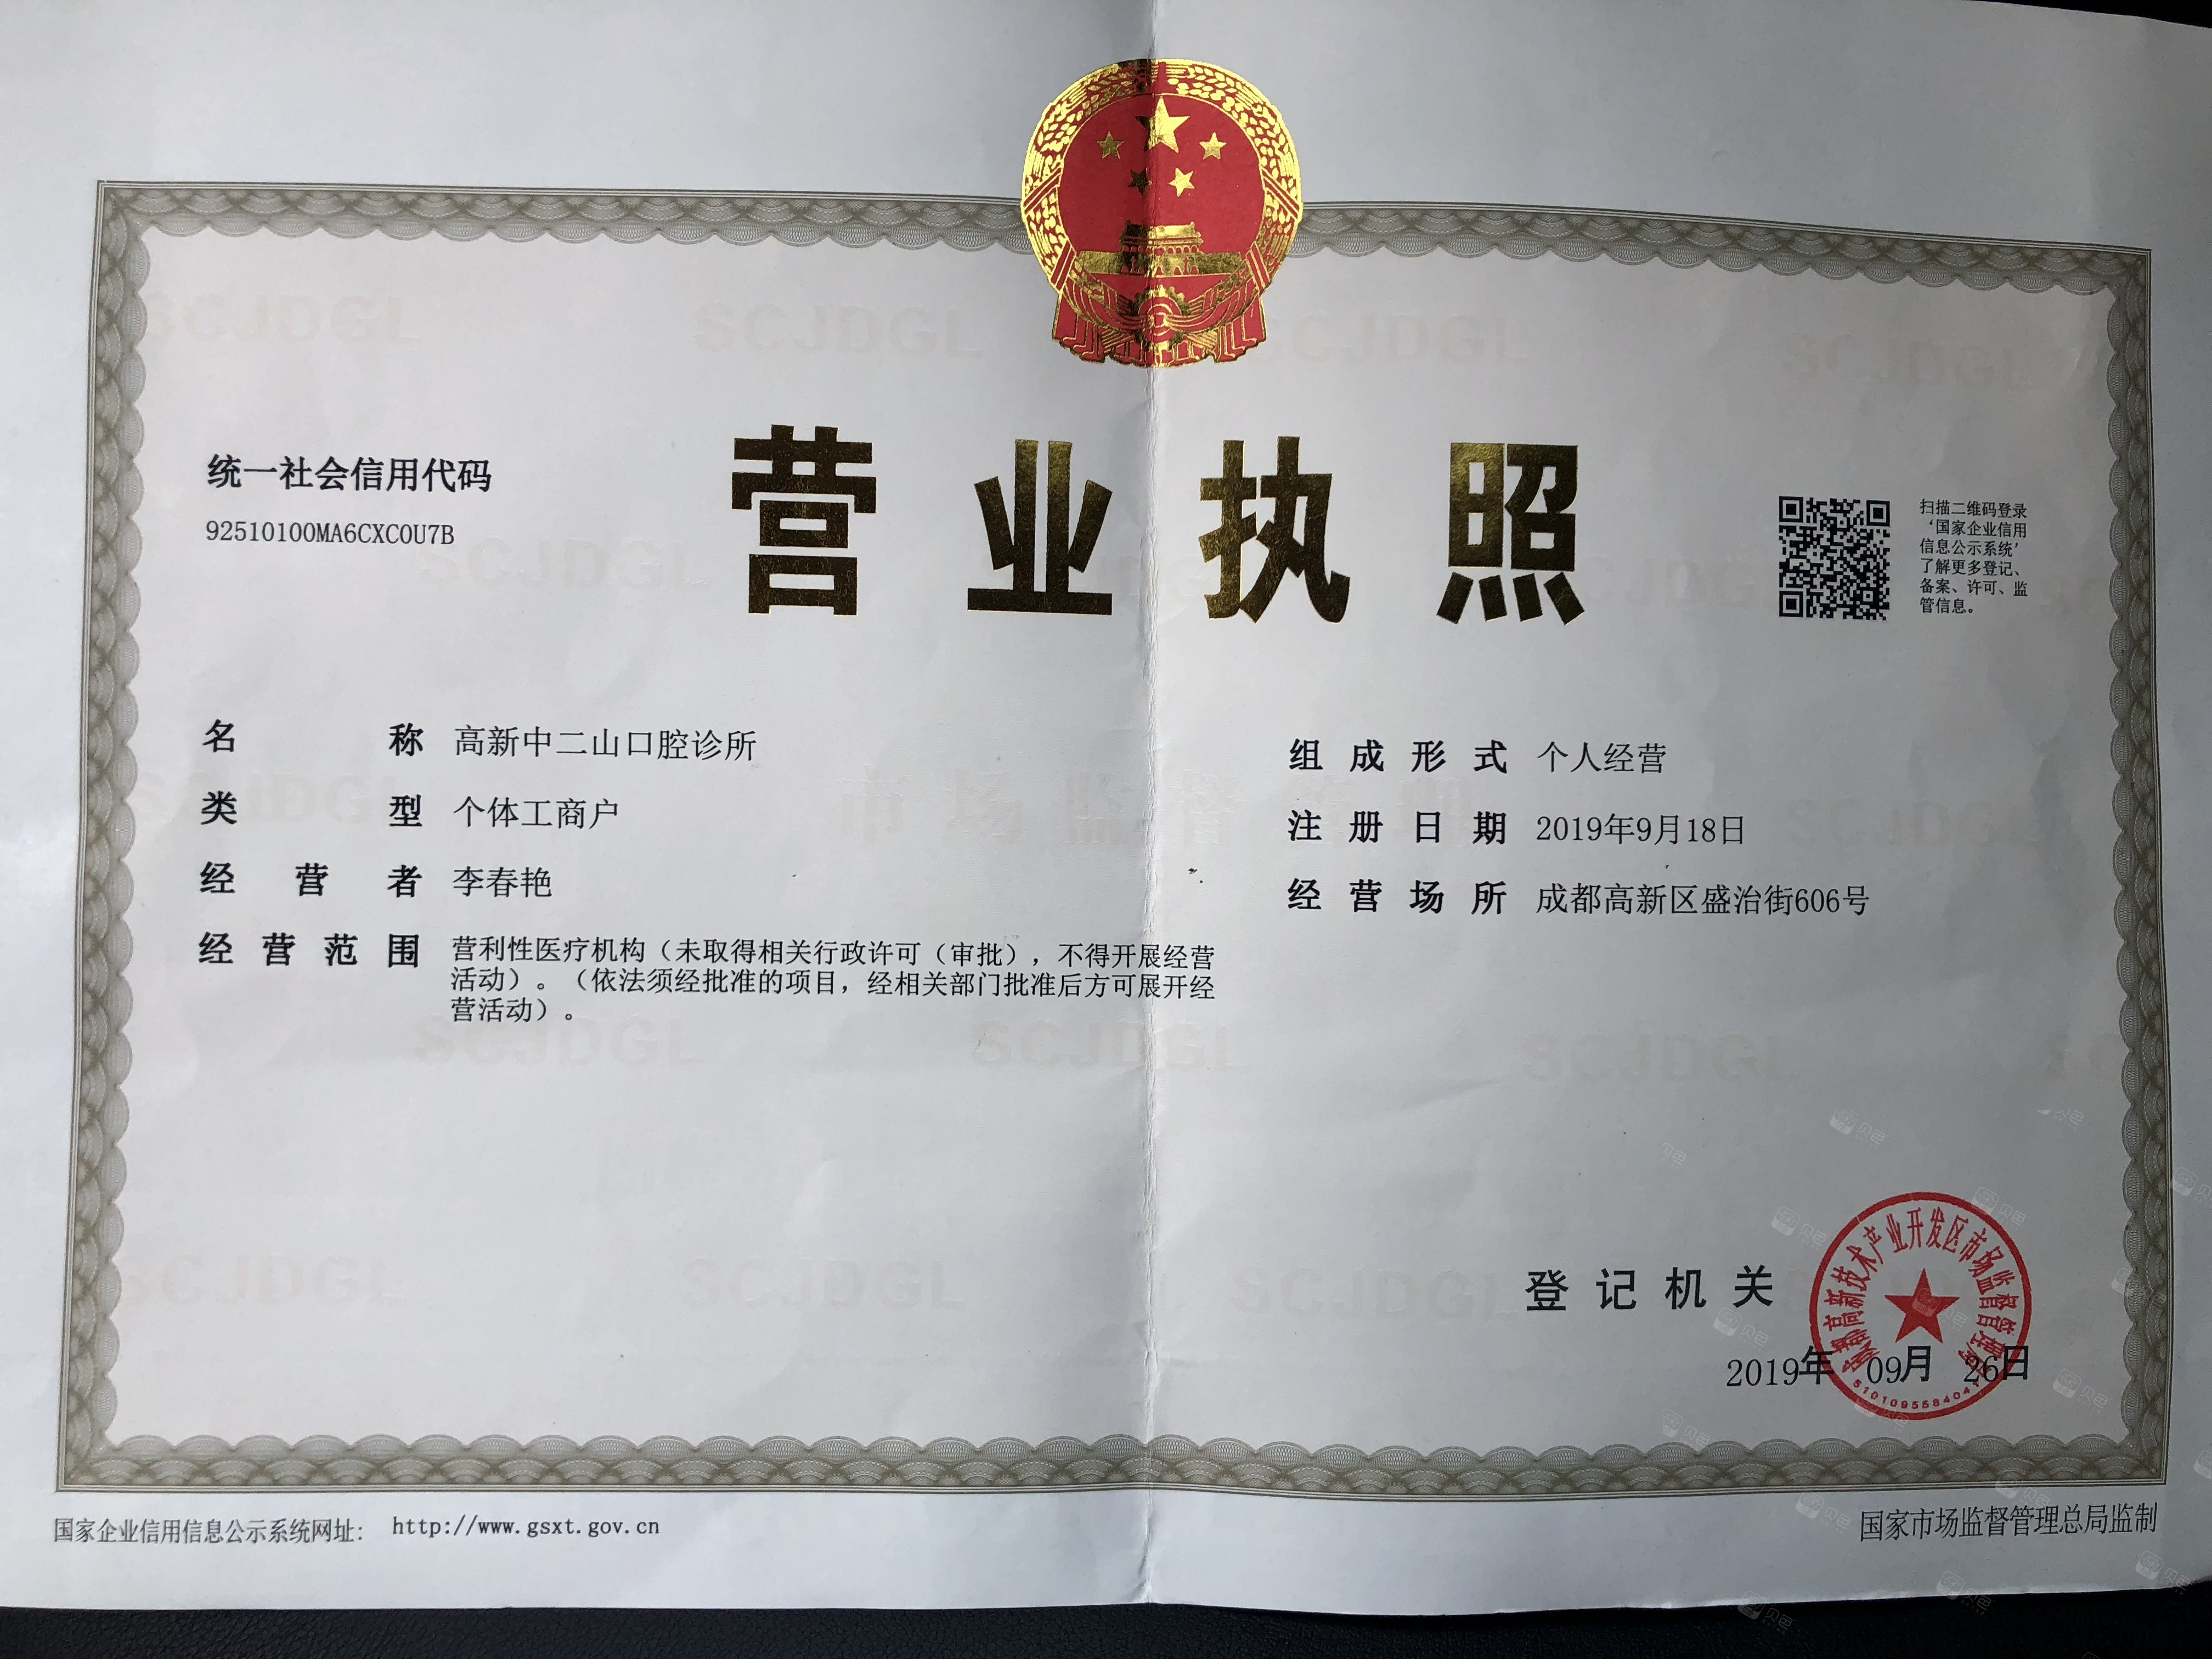 营业执照
统一社会信用代码
92510100MA6CXC0U7B
扫描二维码登录
‘国家企业信用
信息公示系统’
了解更多登记、
备案、许可、监
管信息。
名称 高新中二山口腔诊所
类型 个体工商户
经营者 李春艳
经营范围 营利性医疗机构（未取得相关行政许可（审批），不得开展经营
活动）。（依法须经批准的项目，经相关部门批准后方可展开经
营活动）。
组成形式 个人经营
注册日期 2019年9月18日
经营场所 成都高新区盛治街606号
登记机关
2019年 09月 26日
国家企业信用信息公示系统网址： http://www.gsxt.gov.cn
国家市场监督管理总局监制
SCJDGL
贝色